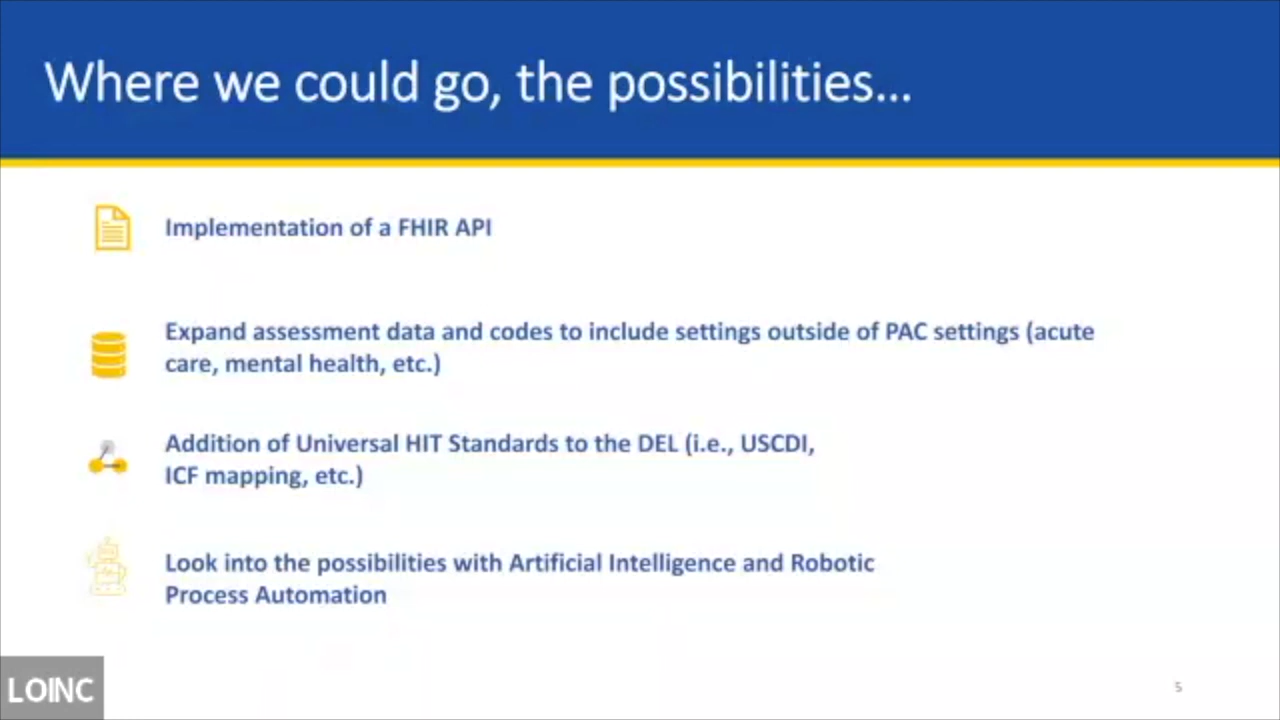 Where we could go, the possibilities...
Implementation of a FHIR API
Expand assessment data and codes to include settings outside of PAC settings (acute
care, mental health, etc.)
Addition of Universal HIT Standards to the DEL (i.e., USCDI,
ICF mapping, etc.)
Look into the possibilities with Artificial Intelligence and Robotic
Process Automation
LOINC
5